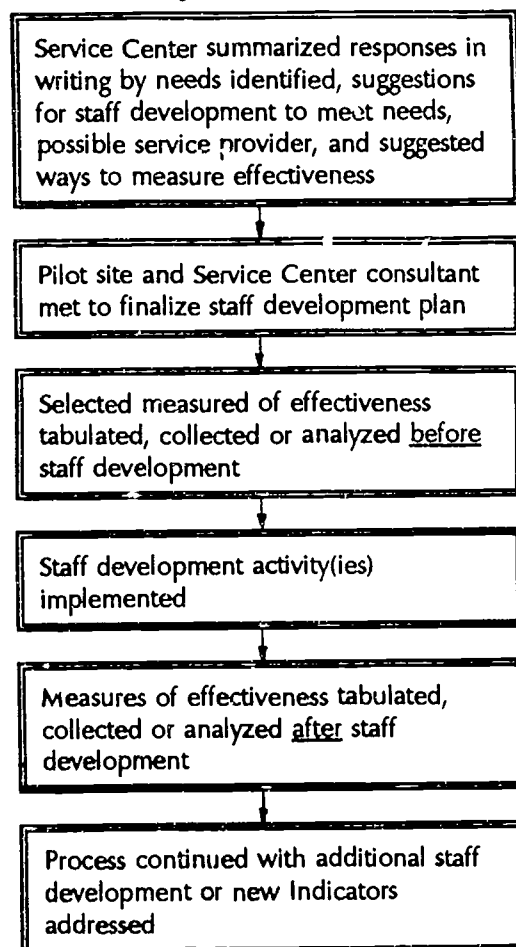 Service Center summarized responses in
writing by needs identified, suggestions
for staff development to meet needs,
possible service provider, and suggested
ways to measure effectiveness
Pilot site and Service Center consultant
met to finalize staff development plan
Selected measured of effectiveness
tabulated, collected or analyzed before
staff development
Staff development activity(ies)
implemented
Measures of effectiveness tabulated,
collected or analyzed after staff
development
Process continued with additional staff
development or new Indicators
addressed